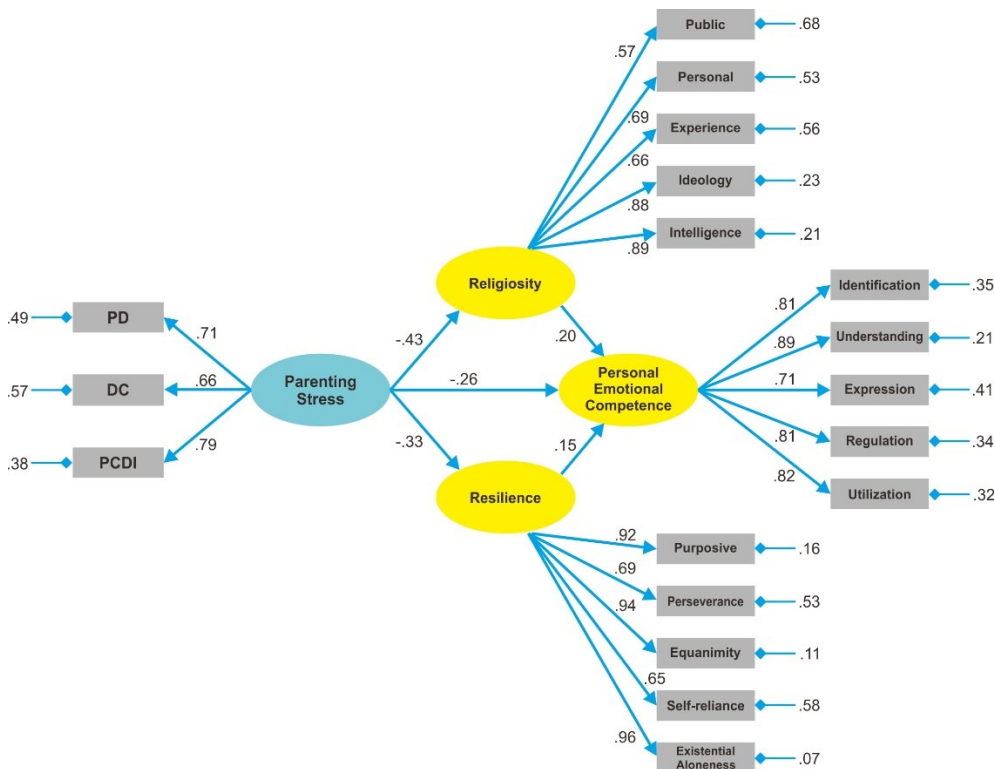 Public
.68
.57
Personal
.53
.69
Experience
.56
.66
Ideology
.23
.88
Intelligence
.21
.89
Religiosity
Identification
.35
.81
Understanding
.21
.89
Expression
.41
.71
Regulation
.34
.81
Utilization
.32
.82
.49
PD
.71
.57
DC
.66
.38
PCDI
.79
Parenting
Stress
-.43
-.26
-.33
.20
.15
Personal
Emotional
Competence
Resilience
.92
Purposive
.16
.69
Perseverance
.53
.94
Equanimity
.11
.65
Self-reliance
.58
.96
Existential
Aloneness
.07